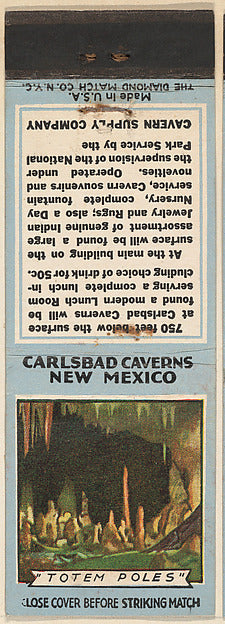 750 feet below the surface
at Carlsbad Caverns will be
found a modern Lunch Room
serving a complete lunch in-
cluding choice of drink for 50c.
At the main building on the
surface will be found a large
assortment of genuine Indian
Jewelry and Rugs; also a Day
Nursery, complete fountain
service, Cavern souvenirs and
novelties. Operated under
the supervision of the National
Park Service by the
CAVERN SUPPLY COMPANY
Made in U.S.A.
THE DIAMOND MATCH CO. N.Y.C.
CARLSBAD CAVERNS
NEW MEXICO
"TOTEM POLES"
CLOSE COVER BEFORE STRIKING MATCH